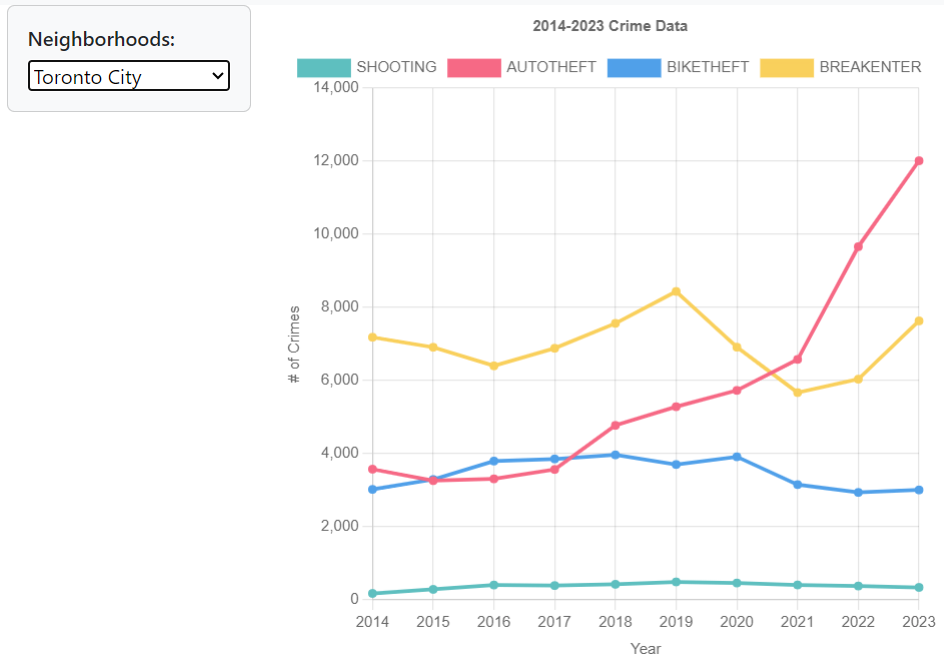 Neighborhoods:
Toronto City
2014-2023 Crime Data
SHOOTING AUTOTHEFT BIKETHEFT BREAKENTER
14,000
12,000
10,000
8,000
6,000
4,000
2,000
0
# of Crimes
2014 2015 2016 2017 2018 2019 2020 2021 2022 2023
Year